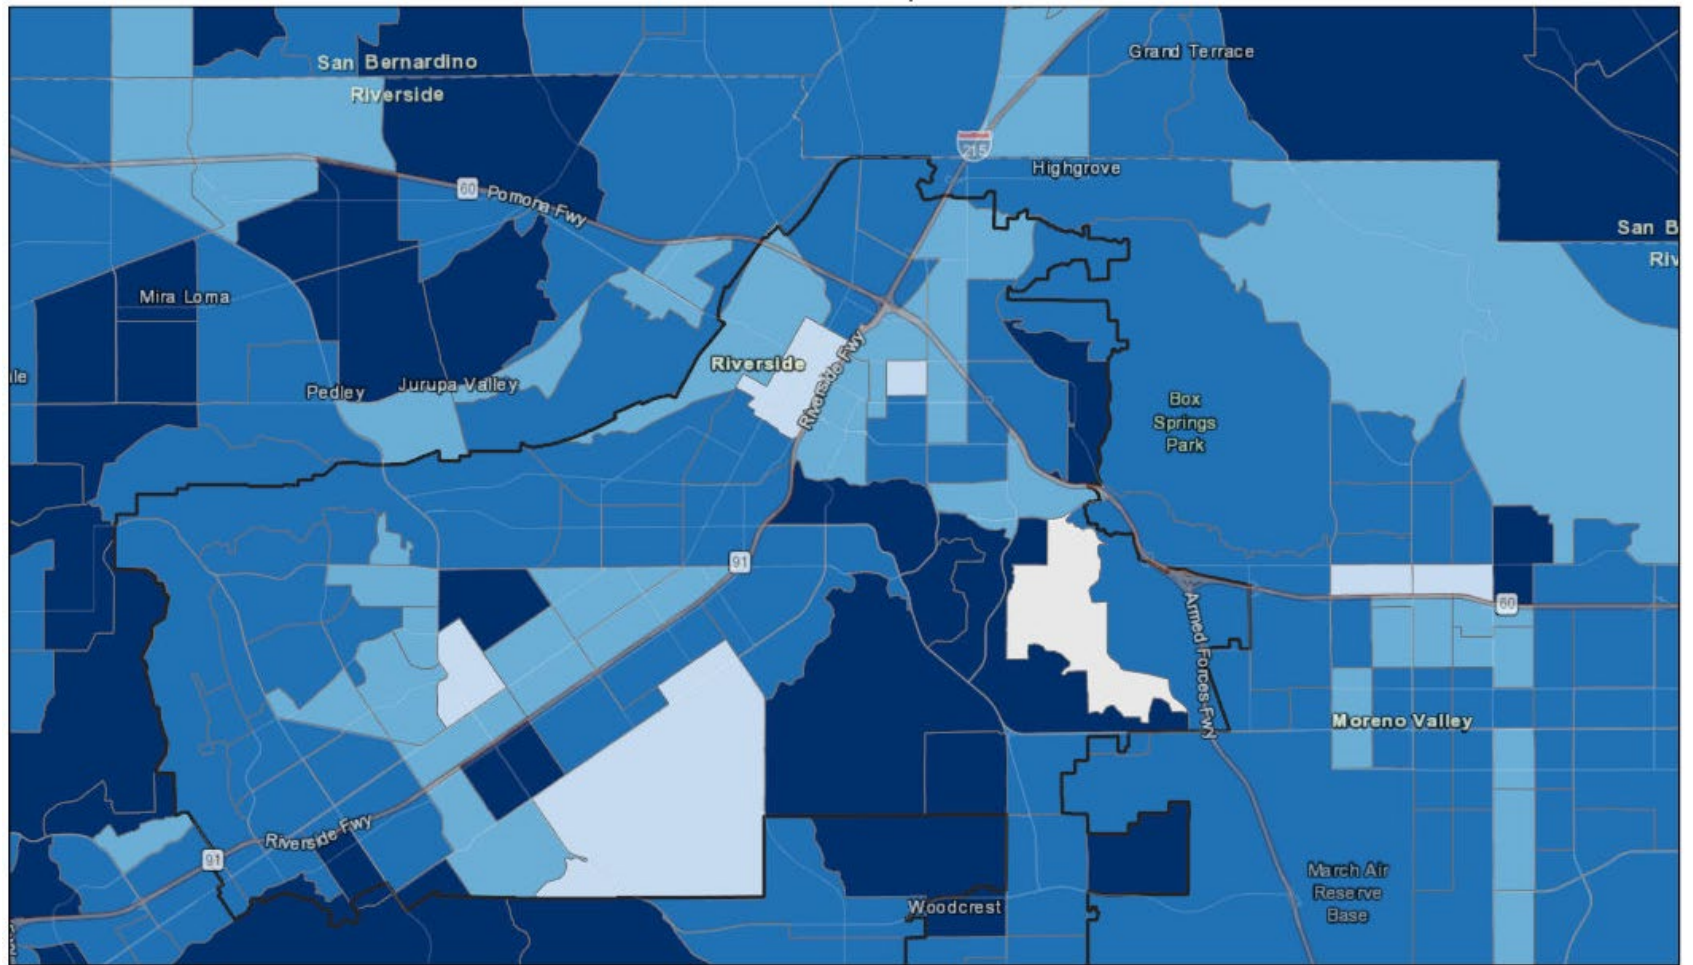 Grand Terrace
San Bernardino
Riverside
215
Highgrove
60
Pomona Fwy
San B
Riv
Mira Loma
Riverside
Riverside Fwy
Pedley
Jurupa Valley
Box
Springs
Park
91
60
Armed Forces Fwy
Moreno Valley
Riverside Fwy
91
March Air
Reserve
Base
Woodcrest